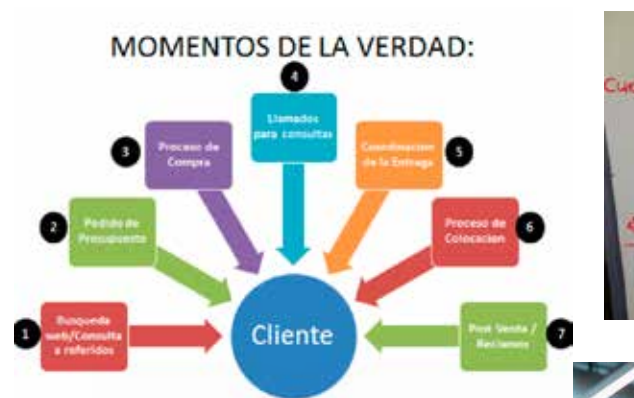 MOMENTOS DE LA VERDAD:
4
Llamados
para consultas
3
Proceso de
Compra
Coordinacion
de la Entrega
5
2
Pedido de
Presupuesto
Proceso de
Colocacion
6
1
Busqueda
web/Consulta
a referidos
Cliente
Post Venta /
Reclamos
7